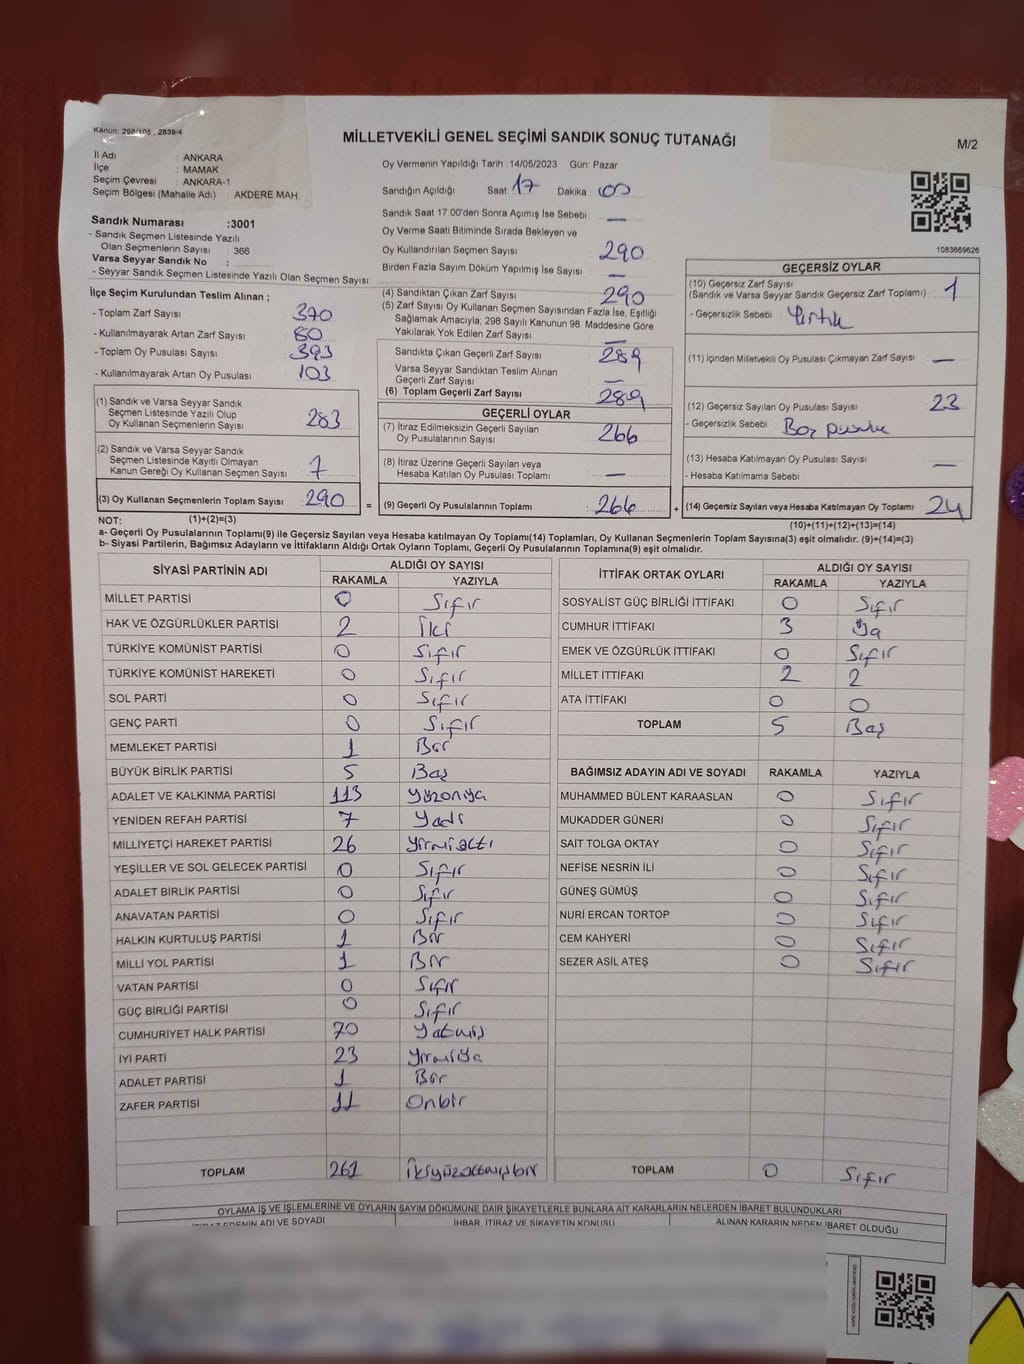 Kanun: 298/105 , 2839/4
MİLLETVEKİLİ GENEL SEÇİMİ SANDIK SONUÇ TUTANAĞI
M/2
İl Adı : ANKARA
İlçe : MAMAK
Seçim Çevresi : ANKARA-1
Seçim Bölgesi (Mahalle Adı) : AKDERE MAH.
Oy Vermenin Yapıldığı Tarih : 14/05/2023 Gün: Pazar
Sandığın Açıldığı Saat : 17 Dakika : 00
Sandık Saat 17.00'den Sonra Açımış İse Sebebi : —
Oy Verme Saati Bitiminde Sırada Bekleyen ve
Oy Kullandırılan Seçmen Sayısı : 290
Birden Fazla Sayım Döküm Yapılmış İse Sayısı : —
1083669626
Sandık Numarası :3001
- Sandık Seçmen Listesinde Yazılı
Olan Seçmenlerin Sayısı : 366
Varsa Seyyar Sandık No :
- Seyyar Sandık Seçmen Listesinde Yazılı Olan Seçmen Sayısı:
İlçe Seçim Kurulundan Teslim Alınan ;
- Toplam Zarf Sayısı : 370
- Kullanılmayarak Artan Zarf Sayısı : 80
- Toplam Oy Pusulası Sayısı : 393
- Kullanılmayarak Artan Oy Pusulası : 103
(4) Sandıktan Çıkan Zarf Sayısı : 290
(5) Zarf Sayısı Oy Kullanan Seçmen Sayısından Fazla İse, Eşitliği
Sağlamak Amacıyla, 298 Sayılı Kanunun 98. Maddesine Göre
Yakılarak Yok Edilen Zarf Sayısı : —
Sandıkta Çıkan Geçerli Zarf Sayısı : 289
Varsa Seyyar Sandıktan Teslim Alınan
Geçerli Zarf Sayısı : —
(6) Toplam Geçerli Zarf Sayısı : 289
GEÇERSİZ OYLAR
(10) Geçersiz Zarf Sayısı
(Sandık ve Varsa Seyyar Sandık Geçersiz Zarf Toplamı) : 1
- Geçersizlik Sebebi : Yırtık
(11) İçinden Milletvekili Oy Pusulası Çıkmayan Zarf Sayısı : —
(12) Geçersiz Sayılan Oy Pusulası Sayısı : 23
- Geçersizlik Sebebi : Boş pusula
(13) Hesaba Katılmayan Oy Pusulası Sayısı : —
- Hesaba Katılmama Sebebi :
(14) Geçersiz Sayılan veya Hesaba Katılmayan Oy Toplamı : 24
(10)+(11)+(12)+(13)=(14)
(1) Sandık ve Varsa Seyyar Sandık
Seçmen Listesinde Yazılı Olup
Oy Kullanan Seçmenlerin Sayısı : 283
(2) Sandık ve Varsa Seyyar Sandık
Seçmen Listesinde Kayıtlı Olmayan
Kanun Gereği Oy Kullanan Seçmen Sayısı : 7
(3) Oy Kullanan Seçmenlerin Toplam Sayısı : 290 =
GEÇERLİ OYLAR
(7) İtiraz Edilmeksizin Geçerli Sayılan
Oy Pusulalarının Sayısı : 266
(8) İtiraz Üzerine Geçerli Sayılan veya
Hesaba Katılan Oy Pusulası Toplamı : —
(9) Geçerli Oy Pusulalarının Toplamı : 266 +
NOT: (1)+(2)=(3)
a- Geçerli Oy Pusulalarının Toplamı(9) ile Geçersiz Sayılan veya Hesaba katılmayan Oy Toplamı(14) Toplamları, Oy Kullanan Seçmenlerin Toplam Sayısına(3) eşit olmalıdır. (9)+(14)=(3)
b- Siyasi Partilerin, Bağımsız Adayların ve İttifakların Aldığı Ortak Oyların Toplamı, Geçerli Oy Pusulalarının Toplamına(9) eşit olmalıdır.
SİYASİ PARTİNİN ADI ALDIĞI OY SAYISI
RAKAMLA YAZIYLA
MİLLET PARTİSİ 0 Sıfır
HAK VE ÖZGÜRLÜKLER PARTİSİ 2 İki
TÜRKİYE KOMÜNİST PARTİSİ 0 Sıfır
TÜRKİYE KOMÜNİST HAREKETİ 0 Sıfır
SOL PARTİ 0 Sıfır
GENÇ PARTİ 0 Sıfır
MEMLEKET PARTİSİ 1 Bir
BÜYÜK BİRLİK PARTİSİ 5 Beş
ADALET VE KALKINMA PARTİSİ 113 Yüzonüç
YENİDEN REFAH PARTİSİ 7 Yedi
MİLLİYETÇİ HAREKET PARTİSİ 26 Yirmialtı
YEŞİLLER VE SOL GELECEK PARTİSİ 0 Sıfır
ADALET BİRLİK PARTİSİ 0 Sıfır
ANAVATAN PARTİSİ 0 Sıfır
HALKIN KURTULUŞ PARTİSİ 1 Bir
MİLLİ YOL PARTİSİ 1 Bir
VATAN PARTİSİ 0 Sıfır
GÜÇ BİRLİĞİ PARTİSİ 0 Sıfır
CUMHURİYET HALK PARTİSİ 70 Yetmiş
İYİ PARTİ 23 Yirmiüç
ADALET PARTİSİ 1 Bir
ZAFER PARTİSİ 11 Onbir
TOPLAM 261 İkiyüzatmışbir
İTTİFAK ORTAK OYLARI ALDIĞI OY SAYISI
RAKAMLA YAZIYLA
SOSYALİST GÜÇ BİRLİĞİ İTTİFAKI 0 Sıfır
CUMHUR İTTİFAKI 3 Üç
EMEK VE ÖZGÜRLÜK İTTİFAKI 0 Sıfır
MİLLET İTTİFAKI 2 2
ATA İTTİFAKI 0 0
TOPLAM 5 Beş
BAĞIMSIZ ADAYIN ADI VE SOYADI RAKAMLA YAZIYLA
MUHAMMED BÜLENT KARAASLAN 0 Sıfır
MUKADDER GÜNERİ 0 Sıfır
SAİT TOLGA OKTAY 0 Sıfır
NEFİSE NESRİN İLİ 0 Sıfır
GÜNEŞ GÜMÜŞ 0 Sıfır
NURİ ERCAN TORTOP 0 Sıfır
CEM KAHYERİ 0 Sıfır
SEZER ASİL ATEŞ 0 Sıfır
TOPLAM 0 Sıfır
OYLAMA İŞ VE İŞLEMLERİNE VE OYLARIN SAYIM DÖKÜMÜNE DAİR ŞİKAYETLERLE BUNLARA AİT KARARLARIN NELERDEN İBARET BULUNDUKLARI
İTİRAZ EDENİN ADI VE SOYADI İHBAR, İTİRAZ VE ŞİKAYETİN KONUSU ALINAN KARARIN NEDEN İBARET OLDUĞU